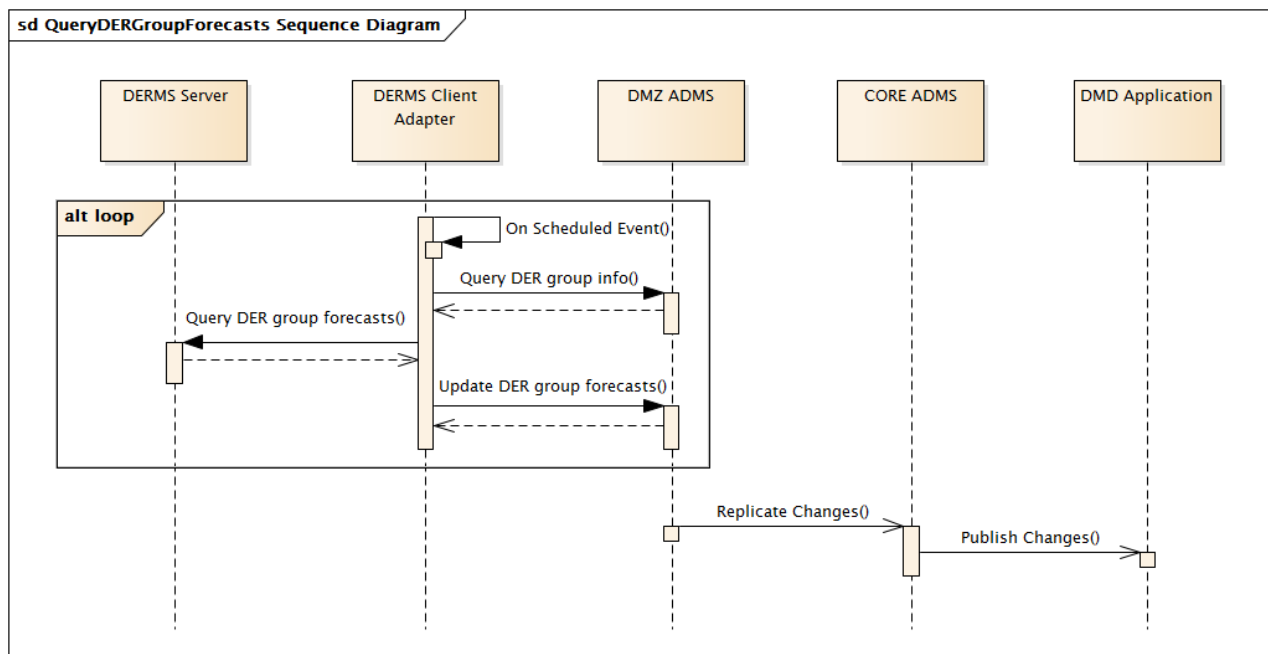 sd QueryDERGroupForecasts Sequence Diagram
DERMS Server
DERMS Client
Adapter
DMZ ADMS
CORE ADMS
DMD Application
alt loop
On Scheduled Event()
Query DER group info()
Query DER group forecasts()
Update DER group forecasts()
Replicate Changes()
Publish Changes()